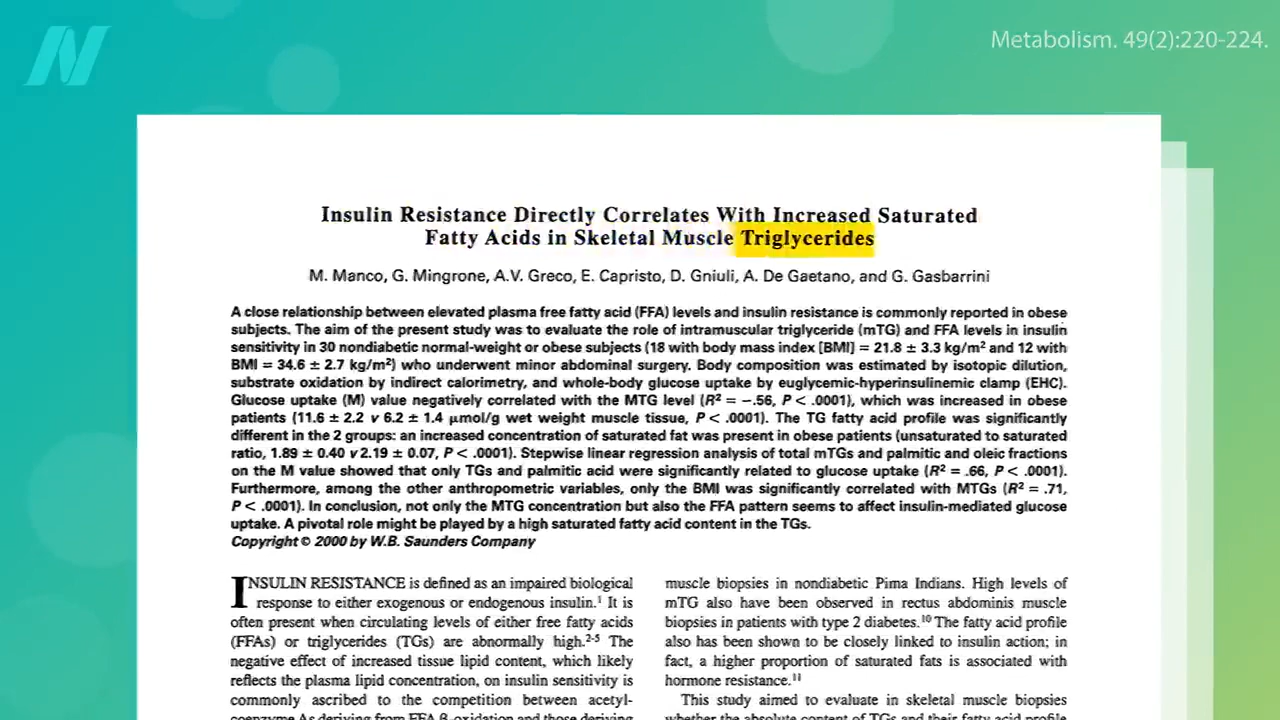 Metabolism. 49(2):220-224.
Insulin Resistance Directly Correlates With Increased Saturated
Fatty Acids in Skeletal Muscle Triglycerides
M. Manco, G. Mingrone, A.V. Greco, E. Capristo, D. Gniuli, A. De Gaetano, and G. Gasbarrini
A close relationship between elevated plasma free fatty acid (FFA) levels and insulin resistance is commonly reported in obese
subjects. The aim of the present study was to evaluate the role of intramuscular triglyceride (mTG) and FFA levels in insulin
sensitivity in 30 nondiabetic normal-weight or obese subjects (18 with body mass index [BMI] = 21.8 ± 3.3 kg/m² and 12 with
BMI = 34.6 ± 2.7 kg/m²) who underwent minor abdominal surgery. Body composition was estimated by isotopic dilution,
substrate oxidation by indirect calorimetry, and whole-body glucose uptake by euglycemic-hyperinsulinemic clamp (EHC).
Glucose uptake (M) value negatively correlated with the MTG level (R² = −.56, P < .0001), which was increased in obese
patients (11.6 ± 2.2 v 6.2 ± 1.4 μmol/g wet weight muscle tissue, P < .0001). The TG fatty acid profile was significantly
different in the 2 groups: an increased concentration of saturated fat was present in obese patients (unsaturated to saturated
ratio, 1.89 ± 0.40 v 2.19 ± 0.07, P < .0001). Stepwise linear regression analysis of total mTGs and palmitic and oleic fractions
on the M value showed that only TGs and palmitic acid were significantly related to glucose uptake (R² = .66, P < .0001).
Furthermore, among the other anthropometric variables, only the BMI was significantly correlated with MTGs (R² = .71,
P < .0001). In conclusion, not only the MTG concentration but also the FFA pattern seems to affect insulin-mediated glucose
uptake. A pivotal role might be played by a high saturated fatty acid content in the TGs.
Copyright © 2000 by W.B. Saunders Company
INSULIN RESISTANCE is defined as an impaired biological
response to either exogenous or endogenous insulin.¹ It is
often present when circulating levels of either free fatty acids
(FFAs) or triglycerides (TGs) are abnormally high.²⁻⁵ The
negative effect of increased tissue lipid content, which likely
reflects the plasma lipid concentration, on insulin sensitivity is
commonly ascribed to the competition between acetyl-
coenzyme As deriving from FFA β-oxidation and those deriving
muscle biopsies in nondiabetic Pima Indians. High levels of
mTG also have been observed in rectus abdominis muscle
biopsies in patients with type 2 diabetes.¹⁰ The fatty acid profile
also has been shown to be closely linked to insulin action; in
fact, a higher proportion of saturated fats is associated with
hormone resistance.¹¹
This study aimed to evaluate in skeletal muscle biopsies
whether the absolute content of TGs and their fatty acid profile